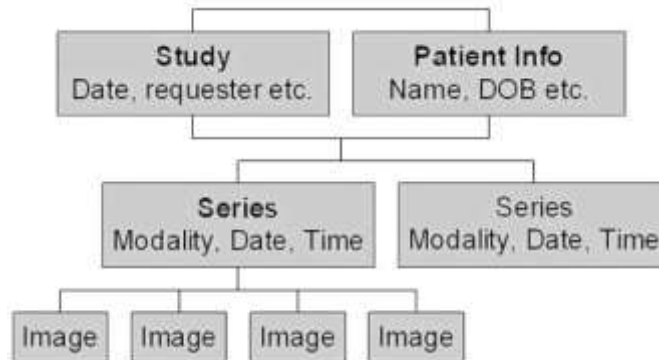 Study
Date, requester etc.
Patient Info
Name, DOB etc.
Series
Modality, Date, Time
Series
Modality, Date, Time
Image
Image
Image
Image